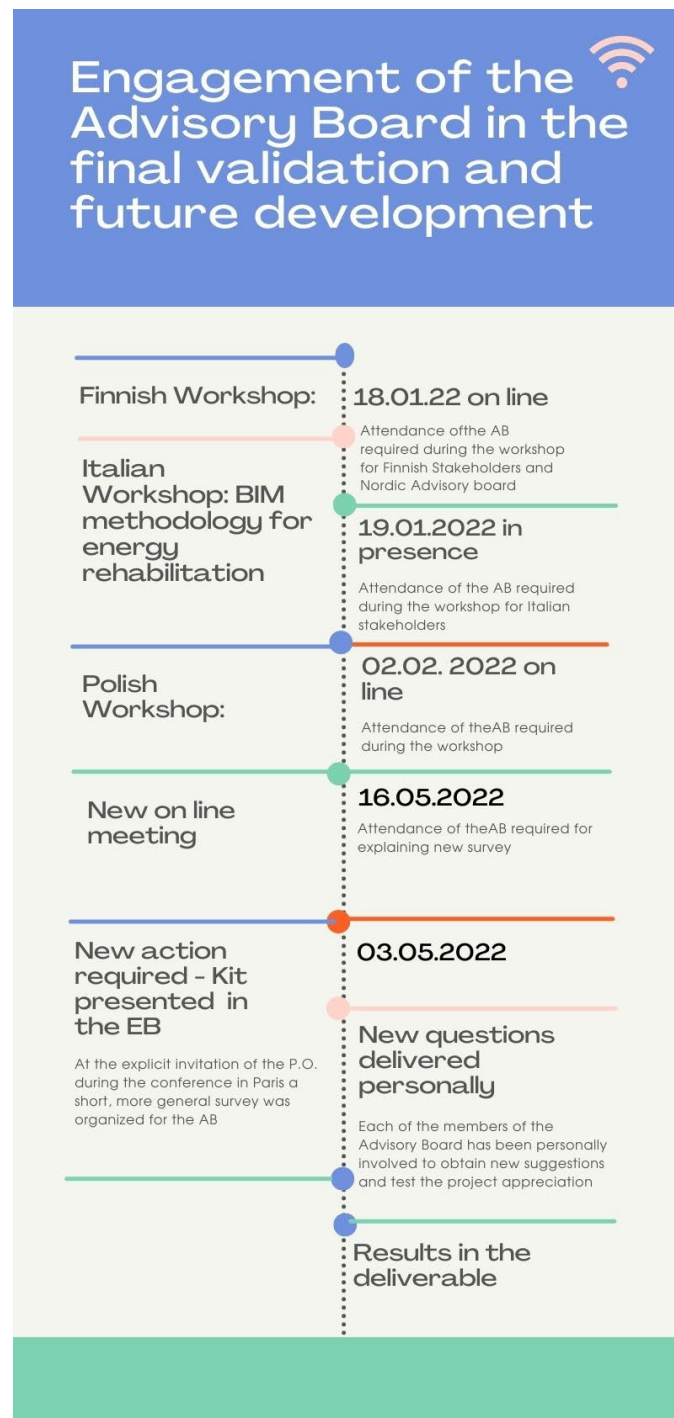 Engagement of the
Advisory Board in the
final validation and
future development
Finnish Workshop:
18.01.22 on line
Attendance ofthe AB
required during the workshop
for Finnish Stakeholders and
Nordic Advisory board
Italian
Workshop: BIM
methodology for
energy
rehabilitation
19.01.2022 in
presence
Attendance of the AB required
during the workshop for Italian
stakeholders
Polish
Workshop:
02.02. 2022 on
line
Attendance of theAB required
during the workshop
New on line
meeting
16.05.2022
Attendance of theAB required for
explaining new survey
New action
required - Kit
presented in
the EB
At the explicit invitation of the P.O.
during the conference in Paris a
short, more general survey was
organized for the AB
03.05.2022
New questions
delivered
personally
Each of the members of the
Advisory Board has been personally
involved to obtain new suggestions
and test the project appreciation
Results in the
deliverable